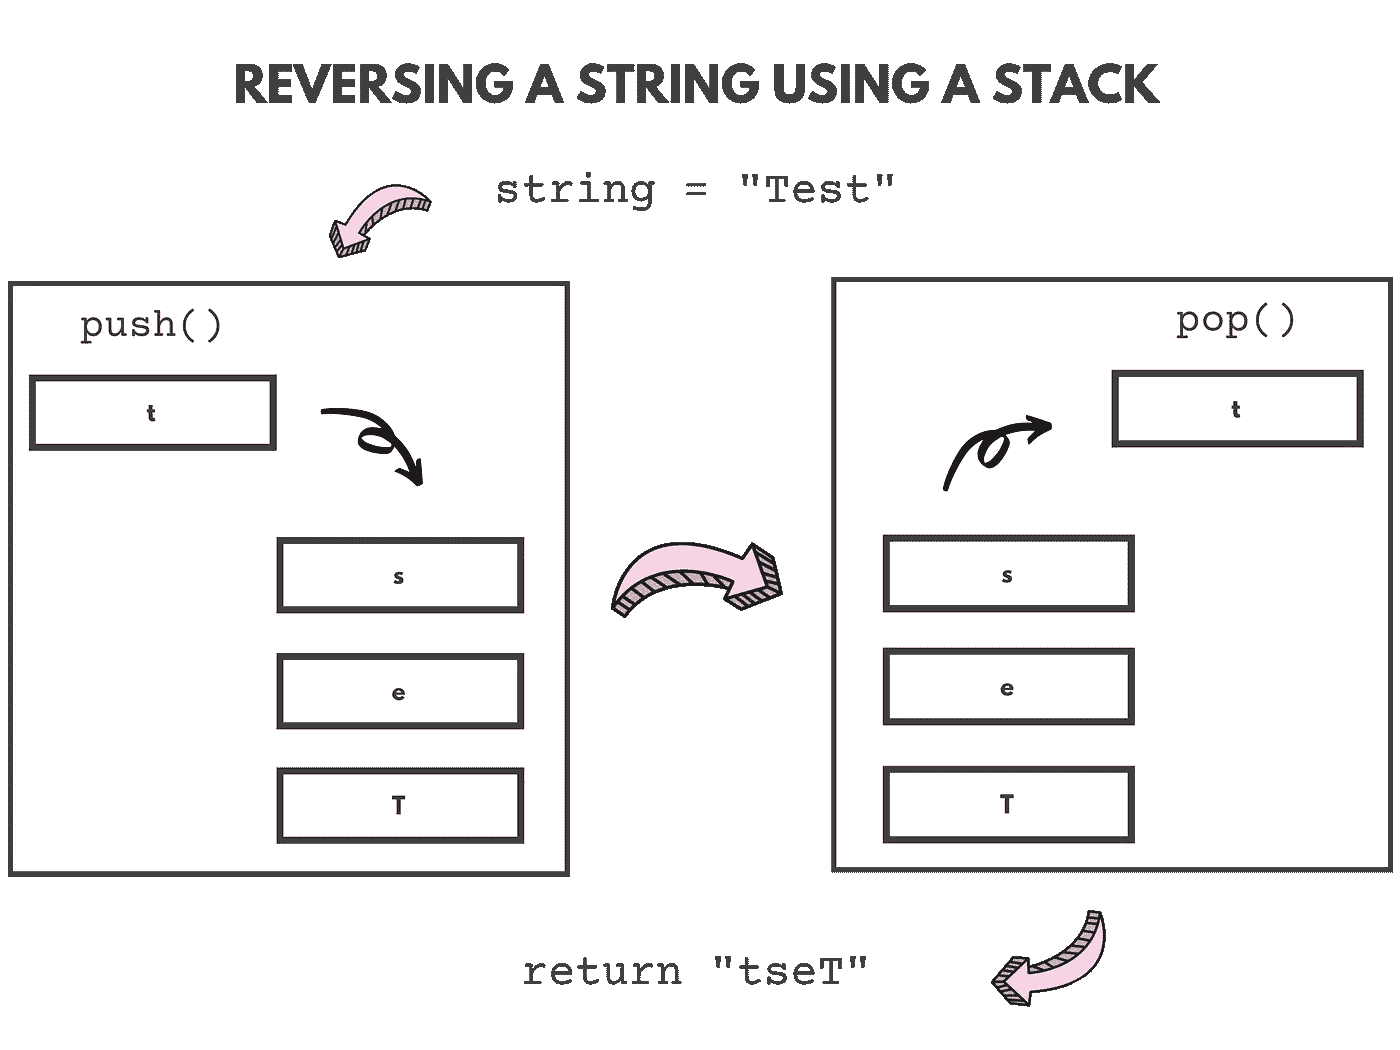 REVERSING A STRING USING A STACK
string = "Test"
push()
t
s
e
T
pop()
t
s
e
T
return "tseT"